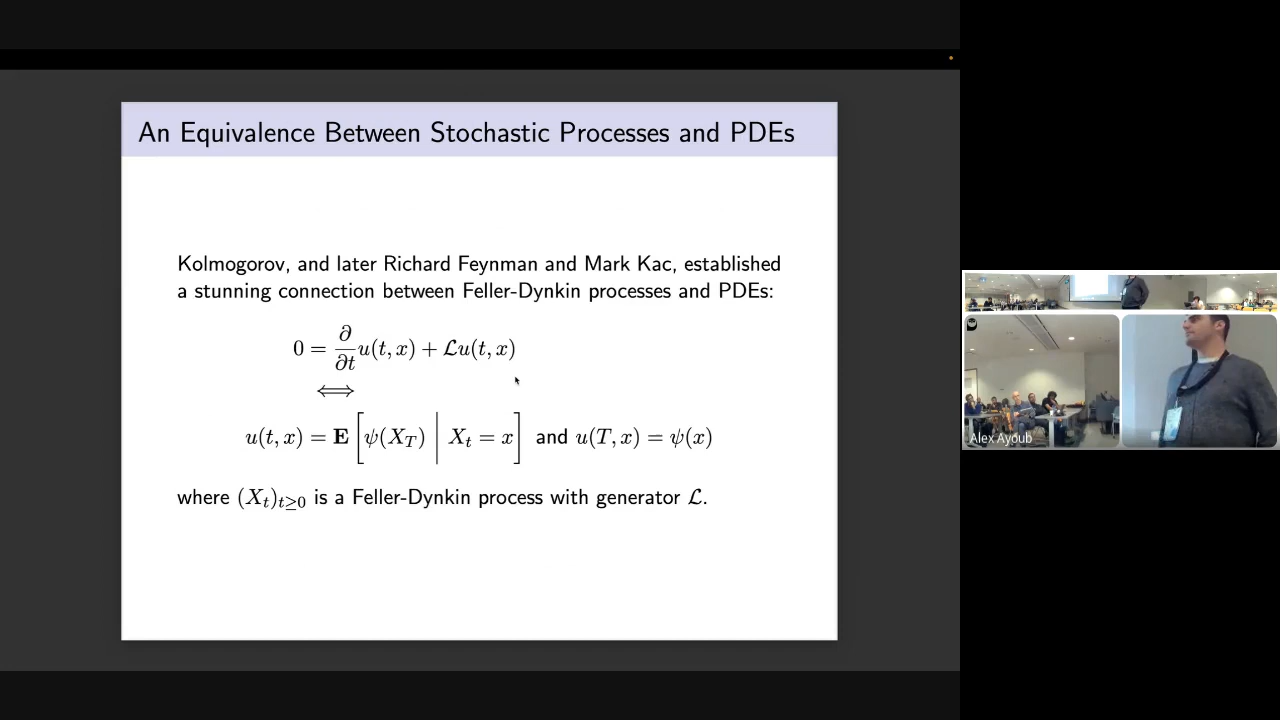 An Equivalence Between Stochastic Processes and PDEs
Kolmogorov, and later Richard Feynman and Mark Kac, established
a stunning connection between Feller-Dynkin processes and PDEs:
0 = ∂/∂t u(t, x) + ℒu(t, x)
⟺
u(t, x) = E[ψ(X_T) | X_t = x] and u(T, x) = ψ(x)
where (X_t)_{t≥0} is a Feller-Dynkin process with generator ℒ.
Alex Ayoub